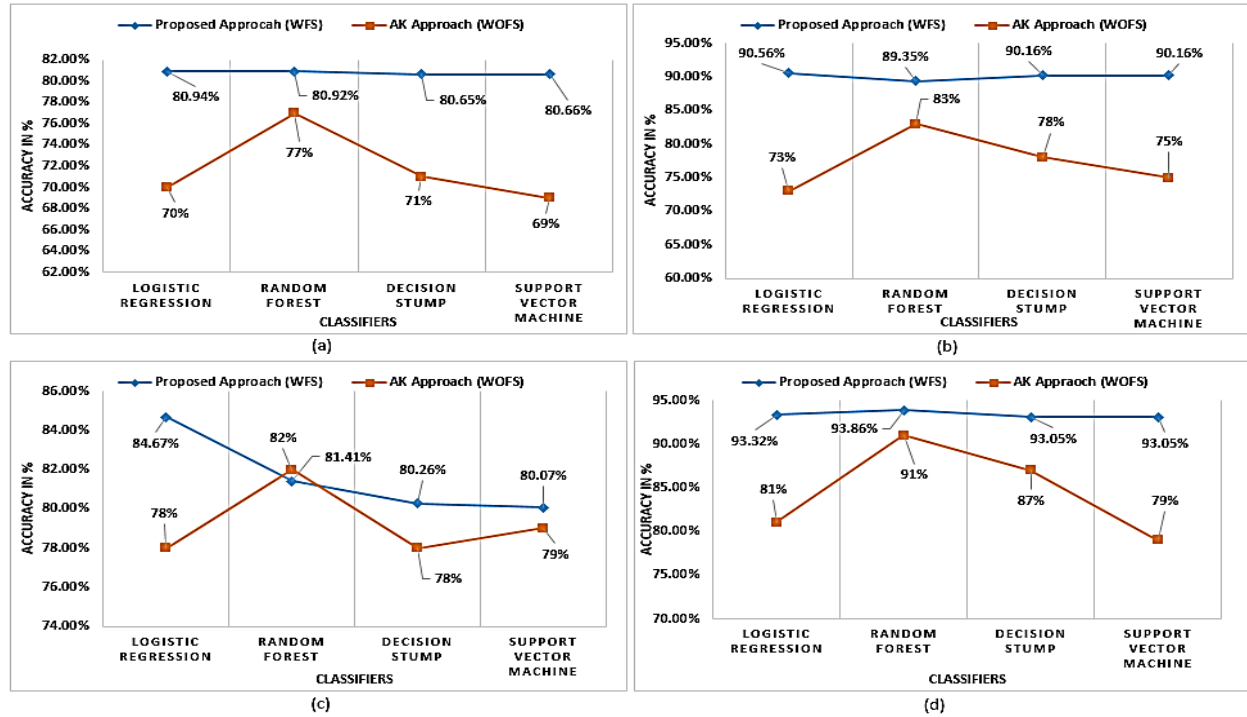 Proposed Approcah (WFS) AK Approach (WOFS)
82.00%
80.00%
78.00%
76.00%
74.00%
72.00%
70.00%
68.00%
66.00%
64.00%
62.00%
ACCURACY IN %
80.94%
80.92%
80.65%
80.66%
70%
77%
71%
69%
LOGISTIC REGRESSION
RANDOM FOREST
DECISION STUMP
SUPPORT VECTOR MACHINE
CLASSIFIERS
(a)
Proposed Approach (WFS) AK Approach (WOFS)
95.00%
90.00%
85.00%
80.00%
75.00%
70.00%
65.00%
60.00%
ACCURACY IN %
90.56%
89.35%
90.16%
90.16%
73%
83%
78%
75%
LOGISTIC REGRESSION
RANDOM FOREST
DECISION STUMP
SUPPORT VECTOR MACHINE
CLASSIFIERS
(b)
Proposed Approach (WFS) AK Approach (WOFS)
86.00%
84.00%
82.00%
80.00%
78.00%
76.00%
74.00%
ACCURACY IN %
84.67%
81.41%
80.26%
80.07%
78%
82%
78%
79%
LOGISTIC REGRESSION
RANDOM FOREST
DECISION STUMP
SUPPORT VECTOR MACHINE
CLASSIFIERS
(c)
Proposed Approach (WFS) AK Appraoch (WOFS)
95.00%
90.00%
85.00%
80.00%
75.00%
70.00%
ACCURACY IN %
93.32%
93.86%
93.05%
93.05%
81%
91%
87%
79%
LOGISTIC REGRESSION
RANDOM FOREST
DECISION STUMP
SUPPORT VECTOR MACHINE
CLASSIFIERS
(d)